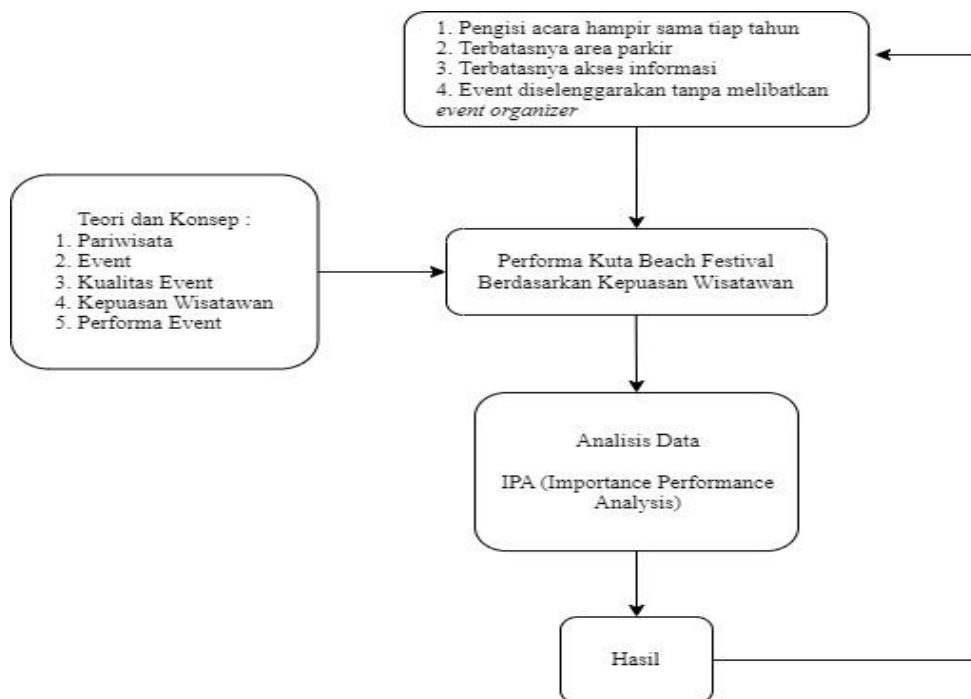 1. Pengisi acara hampir sama tiap tahun
2. Terbatasnya area parkir
3. Terbatasnya akses informasi
4. Event diselenggarakan tanpa melibatkan
event organizer
Teori dan Konsep :
1. Pariwisata
2. Event
3. Kualitas Event
4. Kepuasan Wisatawan
5. Performa Event
Performa Kuta Beach Festival
Berdasarkan Kepuasan Wisatawan
Analisis Data
IPA (Importance Performance
Analysis)
Hasil